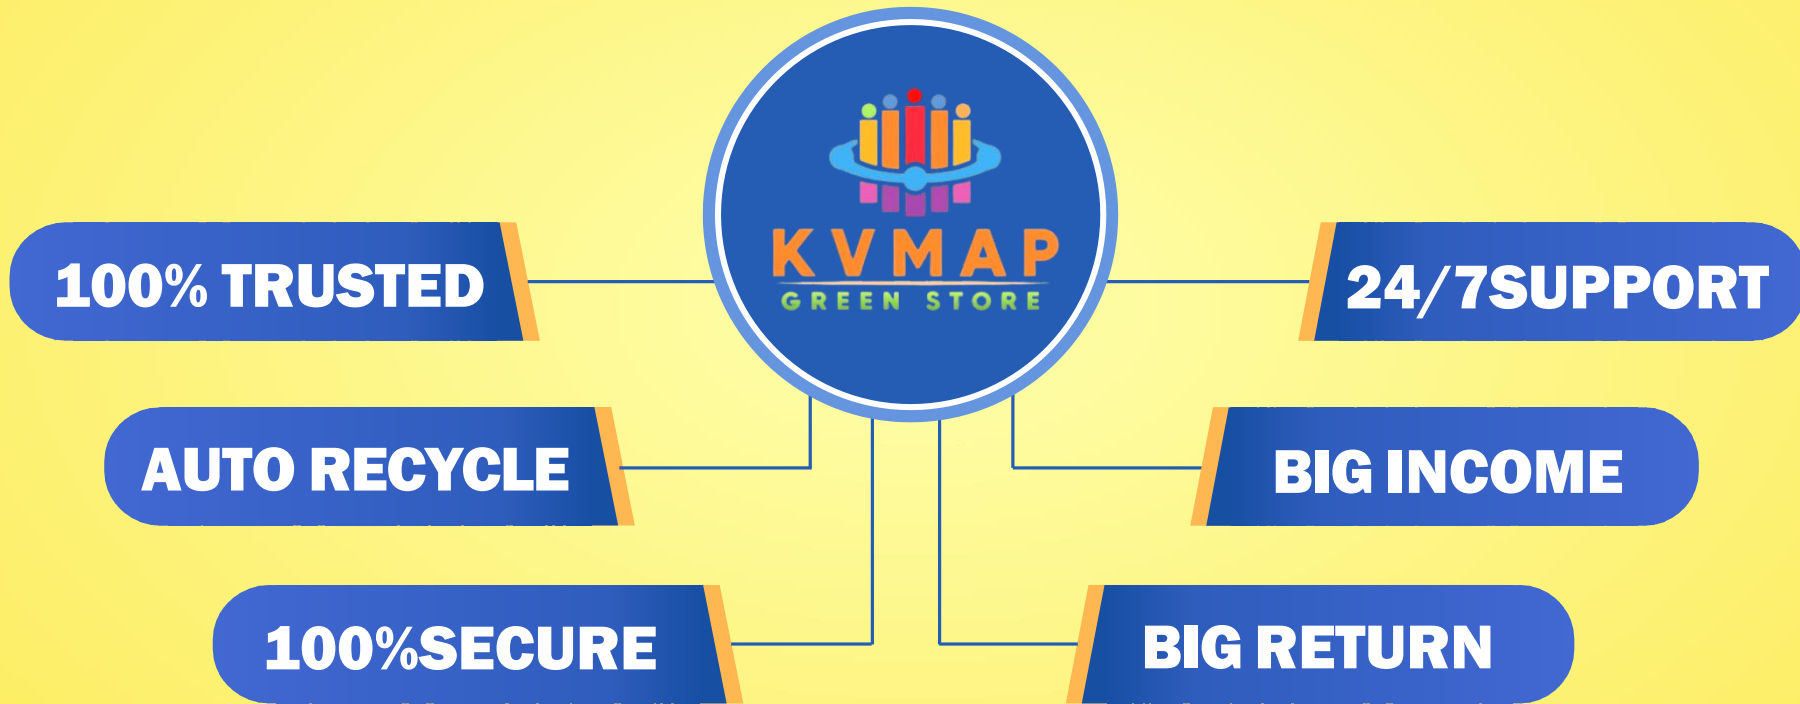 KVMAP
GREEN STORE
100% TRUSTED
24/7SUPPORT
AUTO RECYCLE
BIG INCOME
100%SECURE
BIG RETURN